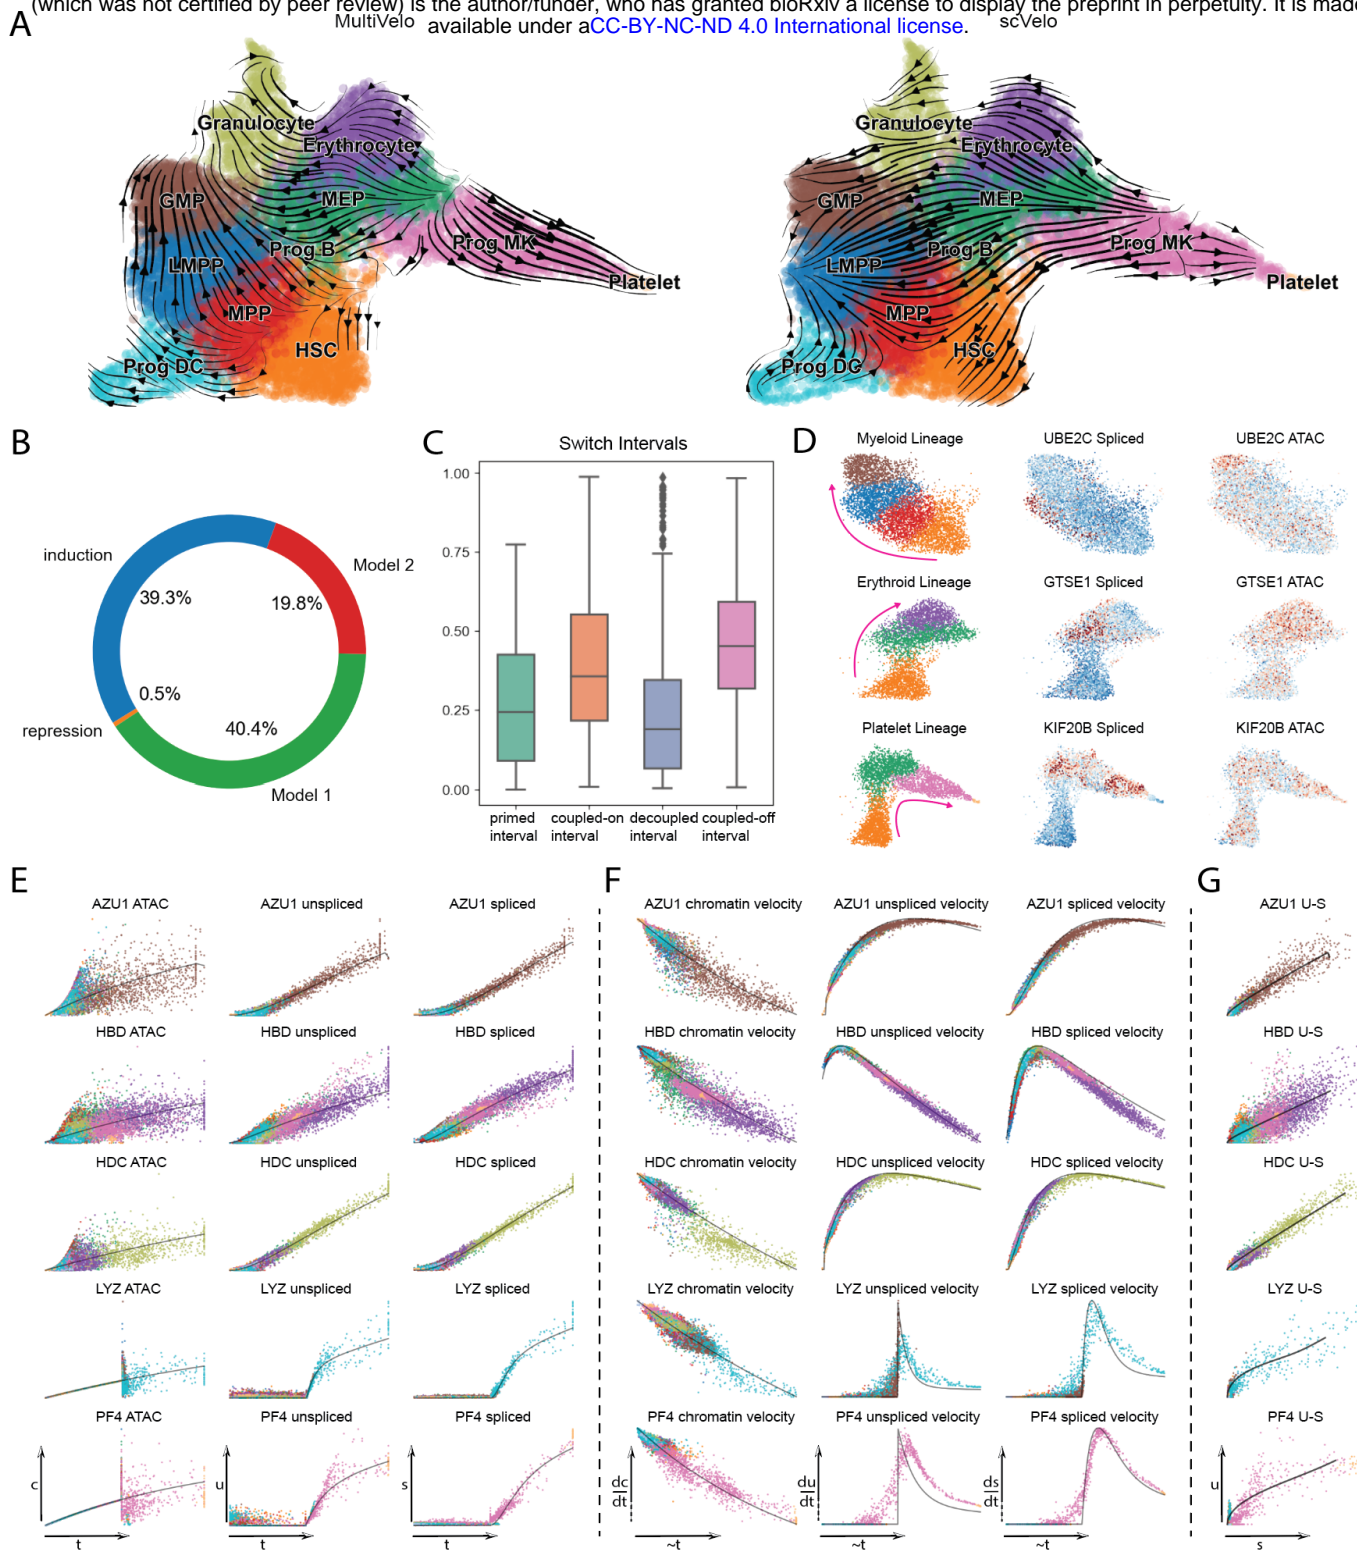 (which was not certified by peer review) is the author/funder, who has granted bioRxiv a license to display the preprint in perpetuity. It is made
available under aCC-BY-NC-ND 4.0 International license.
A
MultiVelo
scVelo
Granulocyte
Erythrocyte
GMP
MEP
Prog B
Prog MK
LMPP
Platelet
MPP
HSC
Prog DC
Granulocyte
Erythrocyte
GMP
MEP
Prog B
Prog MK
LMPP
Platelet
MPP
HSC
Prog DC
B
induction
Model 2
39.3%
19.8%
0.5%
repression
40.4%
Model 1
C
Switch Intervals
1.00
0.75
0.50
0.25
0.00
primed interval
coupled-on interval
decoupled interval
coupled-off interval
D
Myeloid Lineage
UBE2C Spliced
UBE2C ATAC
Erythroid Lineage
GTSE1 Spliced
GTSE1 ATAC
Platelet Lineage
KIF20B Spliced
KIF20B ATAC
E
F
G
AZU1 ATAC
AZU1 unspliced
AZU1 spliced
AZU1 chromatin velocity
AZU1 unspliced velocity
AZU1 spliced velocity
AZU1 U-S
HBD ATAC
HBD unspliced
HBD spliced
HBD chromatin velocity
HBD unspliced velocity
HBD spliced velocity
HBD U-S
HDC ATAC
HDC unspliced
HDC spliced
HDC chromatin velocity
HDC unspliced velocity
HDC spliced velocity
HDC U-S
LYZ ATAC
LYZ unspliced
LYZ spliced
LYZ chromatin velocity
LYZ unspliced velocity
LYZ spliced velocity
LYZ U-S
PF4 ATAC
PF4 unspliced
PF4 spliced
PF4 chromatin velocity
PF4 unspliced velocity
PF4 spliced velocity
PF4 U-S
c
u
s
dc
dt
du
dt
ds
dt
u
t
t
t
~t
~t
~t
s